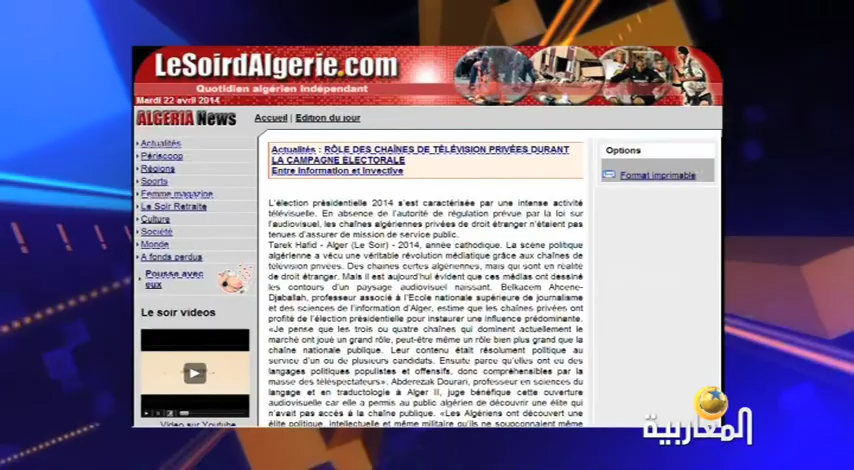 LeSoirdAlgerie.com
Quotidien algérien indépendant
Mardi 22 avril 2014
ALGERIA News
Accueil | Edition du jour
Actualités
Périscoop
Régions
Sports
Femme magazine
Le Soir Retraite
Culture
Société
Monde
A fonds perdus
Pousse avec
eux
Le soir videos
Video sur Youtube
Actualités : RÔLE DES CHAÎNES DE TÉLÉVISION PRIVÉES DURANT
LA CAMPAGNE ÉLECTORALE
Entre information et invective
L'élection présidentielle 2014 s'est caractérisée par une intense activité
télévisuelle. En absence de l'autorité de régulation prévue par la loi sur
l'audiovisuel, les chaînes algériennes privées de droit étranger n'étaient pas
tenues d'assurer de mission de service public.
Tarek Hafid - Alger (Le Soir) - 2014, année cathodique. La scène politique
algérienne a vécu une véritable révolution médiatique grâce aux chaînes de
télévision privées. Des chaînes certes algériennes, mais qui sont en réalité
de droit étranger. Mais il est aujourd'hui évident que ces médias ont dessiné
les contours d'un paysage audiovisuel naissant. Belkacem Ahcene-
Djaballah, professeur associé à l'Ecole nationale supérieure de journalisme
et des sciences de l'information d'Alger, estime que les chaînes privées ont
profité de l'élection présidentielle pour instaurer une influence prédominante.
«Je pense que les trois ou quatre chaînes qui dominent actuellement le
marché ont joué un grand rôle, peut-être même un rôle bien plus grand que la
chaîne nationale publique. Leur contenu était résolument politique au
service d'un ou de plusieurs candidats. Ensuite parce qu'elles ont eu des
langages politiques populistes et offensifs, donc compréhensibles par la
masse des téléspectateurs». Abderezak Dourari, professeur en sciences du
langage et en traductologie à Alger II, juge bénéfique cette ouverture
audiovisuelle car elle a permis au public algérien de découvrir une élite qui
n'avait pas accès à la chaîne publique. «Les Algériens ont découvert une
élite politique, intellectuelle et même militaire qu'ils ne soupçonnaient même
Options
Format imprimable
المغاربية